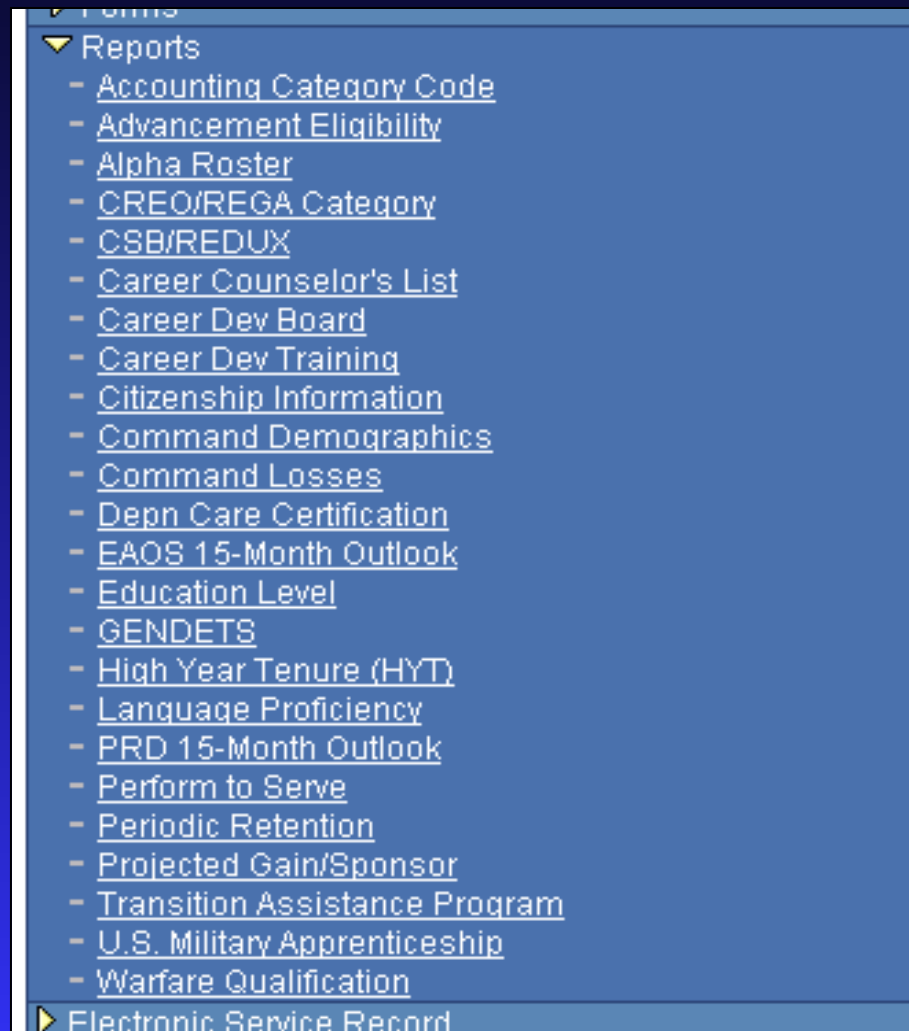 Forms
Reports
- Accounting Category Code
- Advancement Eligibility
- Alpha Roster
- CREO/REGA Category
- CSB/REDUX
- Career Counselor's List
- Career Dev Board
- Career Dev Training
- Citizenship Information
- Command Demographics
- Command Losses
- Depn Care Certification
- EAOS 15-Month Outlook
- Education Level
- GENDETS
- High Year Tenure (HYT)
- Language Proficiency
- PRD 15-Month Outlook
- Perform to Serve
- Periodic Retention
- Projected Gain/Sponsor
- Transition Assistance Program
- U.S. Military Apprenticeship
- Warfare Qualification
Electronic Service Record